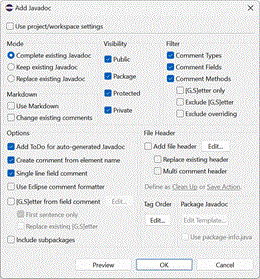 Add Javadoc
Use project/workspace settings
Mode
Complete existing Javadoc
Keep existing Javadoc
Replace existing Javadoc
Markdown
Use Markdown
Change existing comments
Visibility
Public
Package
Protected
Private
Filter
Comment Types
Comment Fields
Comment Methods
[G,S]etter only
Exclude [G,S]etter
Exclude overriding
Options
Add ToDo for auto-generated Javadoc
Create comment from element name
Single line field comment
Use Eclipse comment formatter
[G,S]etter from field comment Edit...
First sentence only
Replace existing [G,S]etter
Include subpackages
File Header
Add file header Edit...
Replace existing header
Multi comment header
Define as Clean Up or Save Action.
Tag Order
Edit...
Package Javadoc
Edit Template...
Use package-info.java
Preview OK Cancel